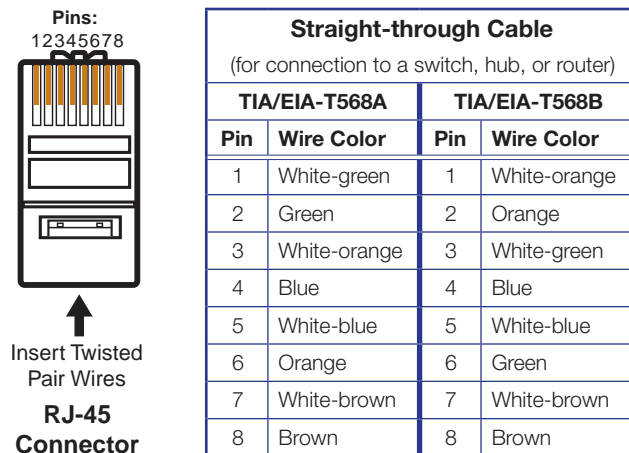 Pins:
12345678
Insert Twisted
Pair Wires
RJ-45
Connector
Straight-through Cable
(for connection to a switch, hub, or router)
TIA/EIA-T568A TIA/EIA-T568B
Pin Wire Color Pin Wire Color
1 White-green 1 White-orange
2 Green 2 Orange
3 White-orange 3 White-green
4 Blue 4 Blue
5 White-blue 5 White-blue
6 Orange 6 Green
7 White-brown 7 White-brown
8 Brown 8 Brown